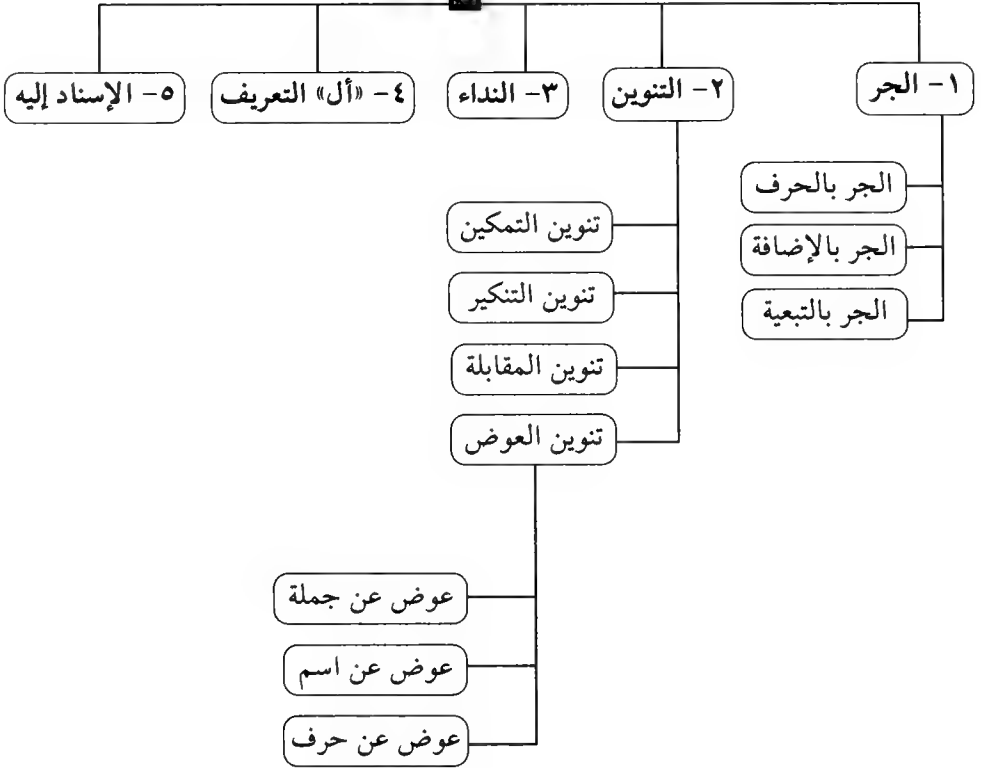 ١- الجر
٢- التنوين
٣- النداء
٤- «أل» التعريف
٥- الإسناد إليه
الجر بالحرف
الجر بالإضافة
الجر بالتبعية
تنوين التمكين
تنوين التنكير
تنوين المقابلة
تنوين العوض
عوض عن جملة
عوض عن اسم
عوض عن حرف